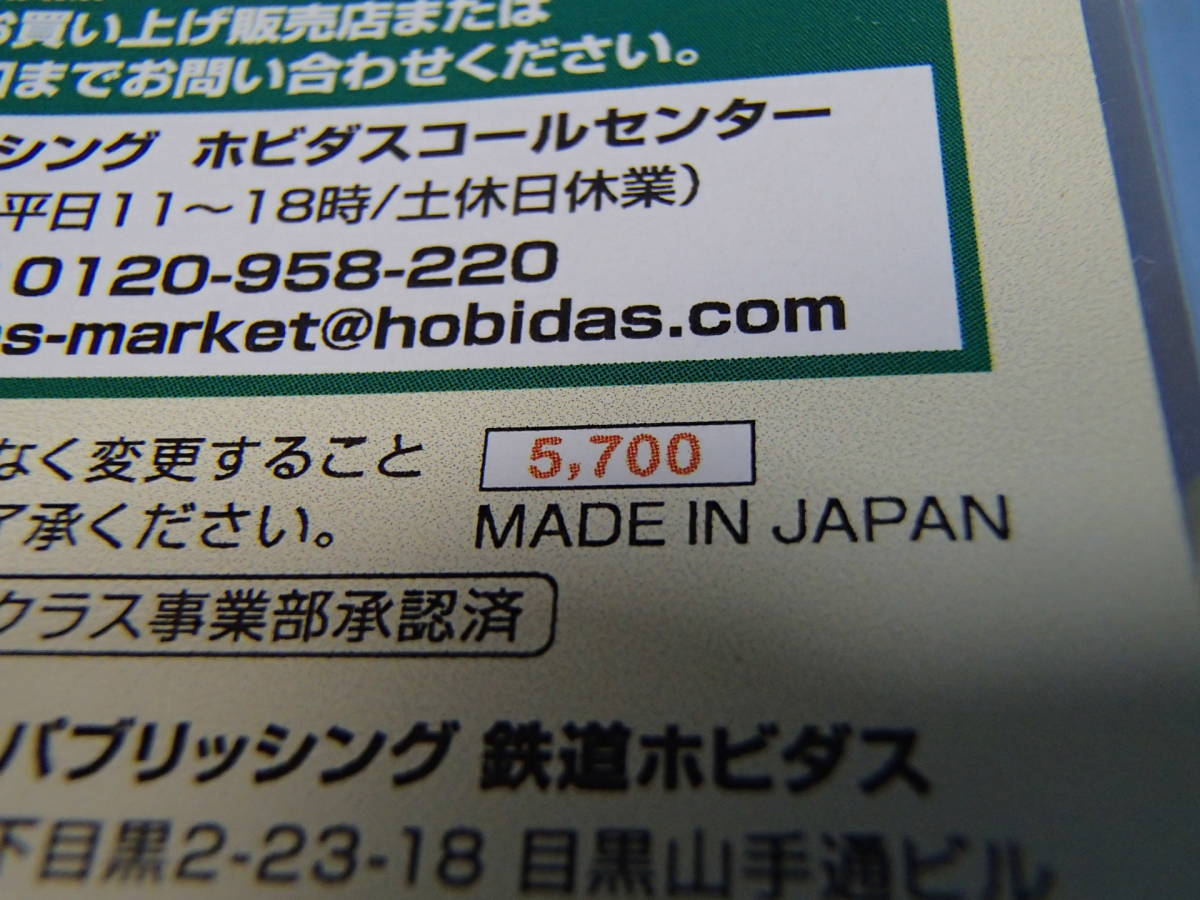 お買い上げ販売店または
までお問い合わせください。
シング ホビダスコールセンター
平日11～18時/土休日休業）
0120-958-220
as-market@hobidas.com
なく変更すること
5,700
了承ください。
MADE IN JAPAN
クラス事業部承認済
パブリッシング 鉄道ホビダス
下目黒2-23-18 目黒山手通ビル